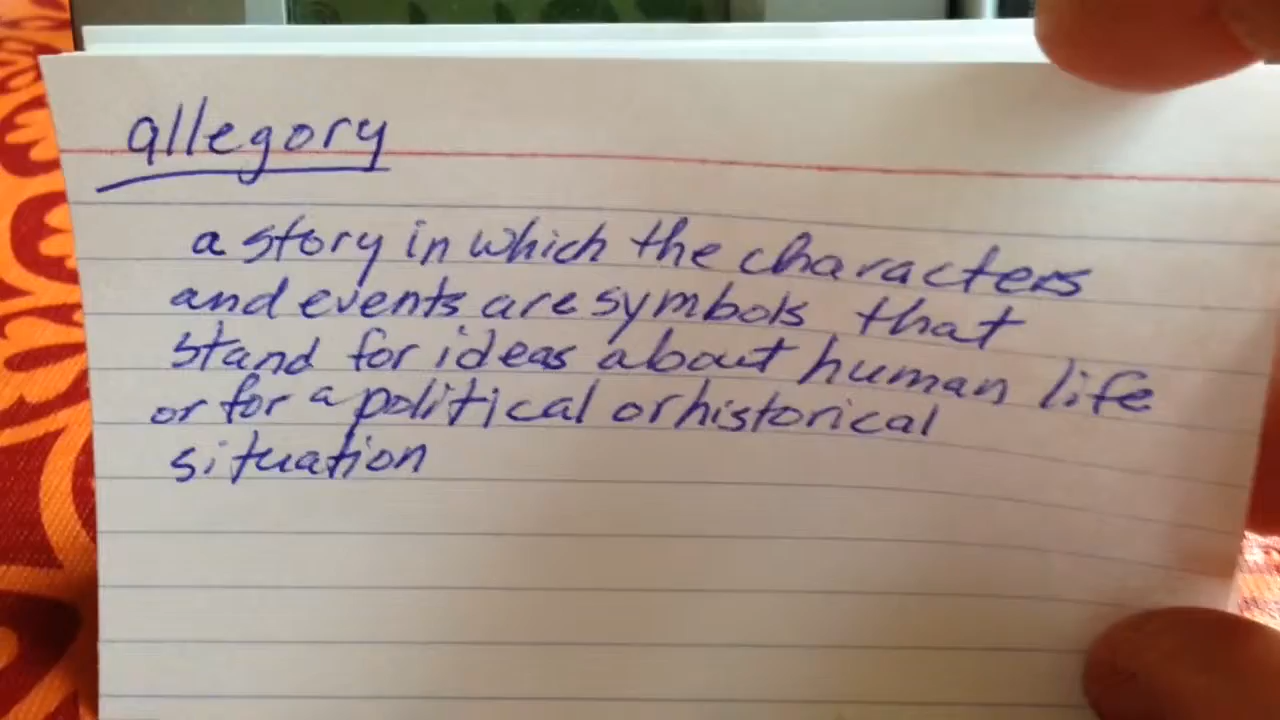 allegory
a story in which the characters
and events are symbols that
stand for ideas about human life
or for a political or historical
situation